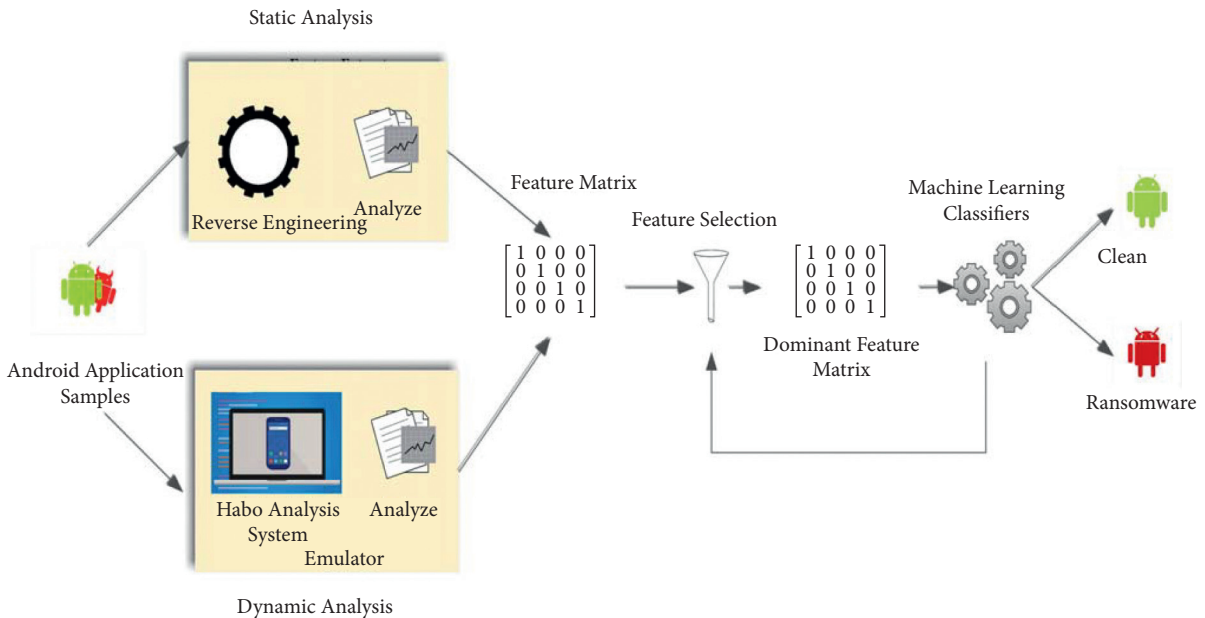 Static Analysis
Reverse Engineering
Analyze
Feature Matrix
1 0 0 0
0 1 0 0
0 0 1 0
0 0 0 1
Feature Selection
1 0 0 0
0 1 0 0
0 0 1 0
0 0 0 1
Dominant Feature
Matrix
Machine Learning
Classifiers
Clean
Ransomware
Android Application
Samples
Habo Analysis
System
Analyze
Emulator
Dynamic Analysis